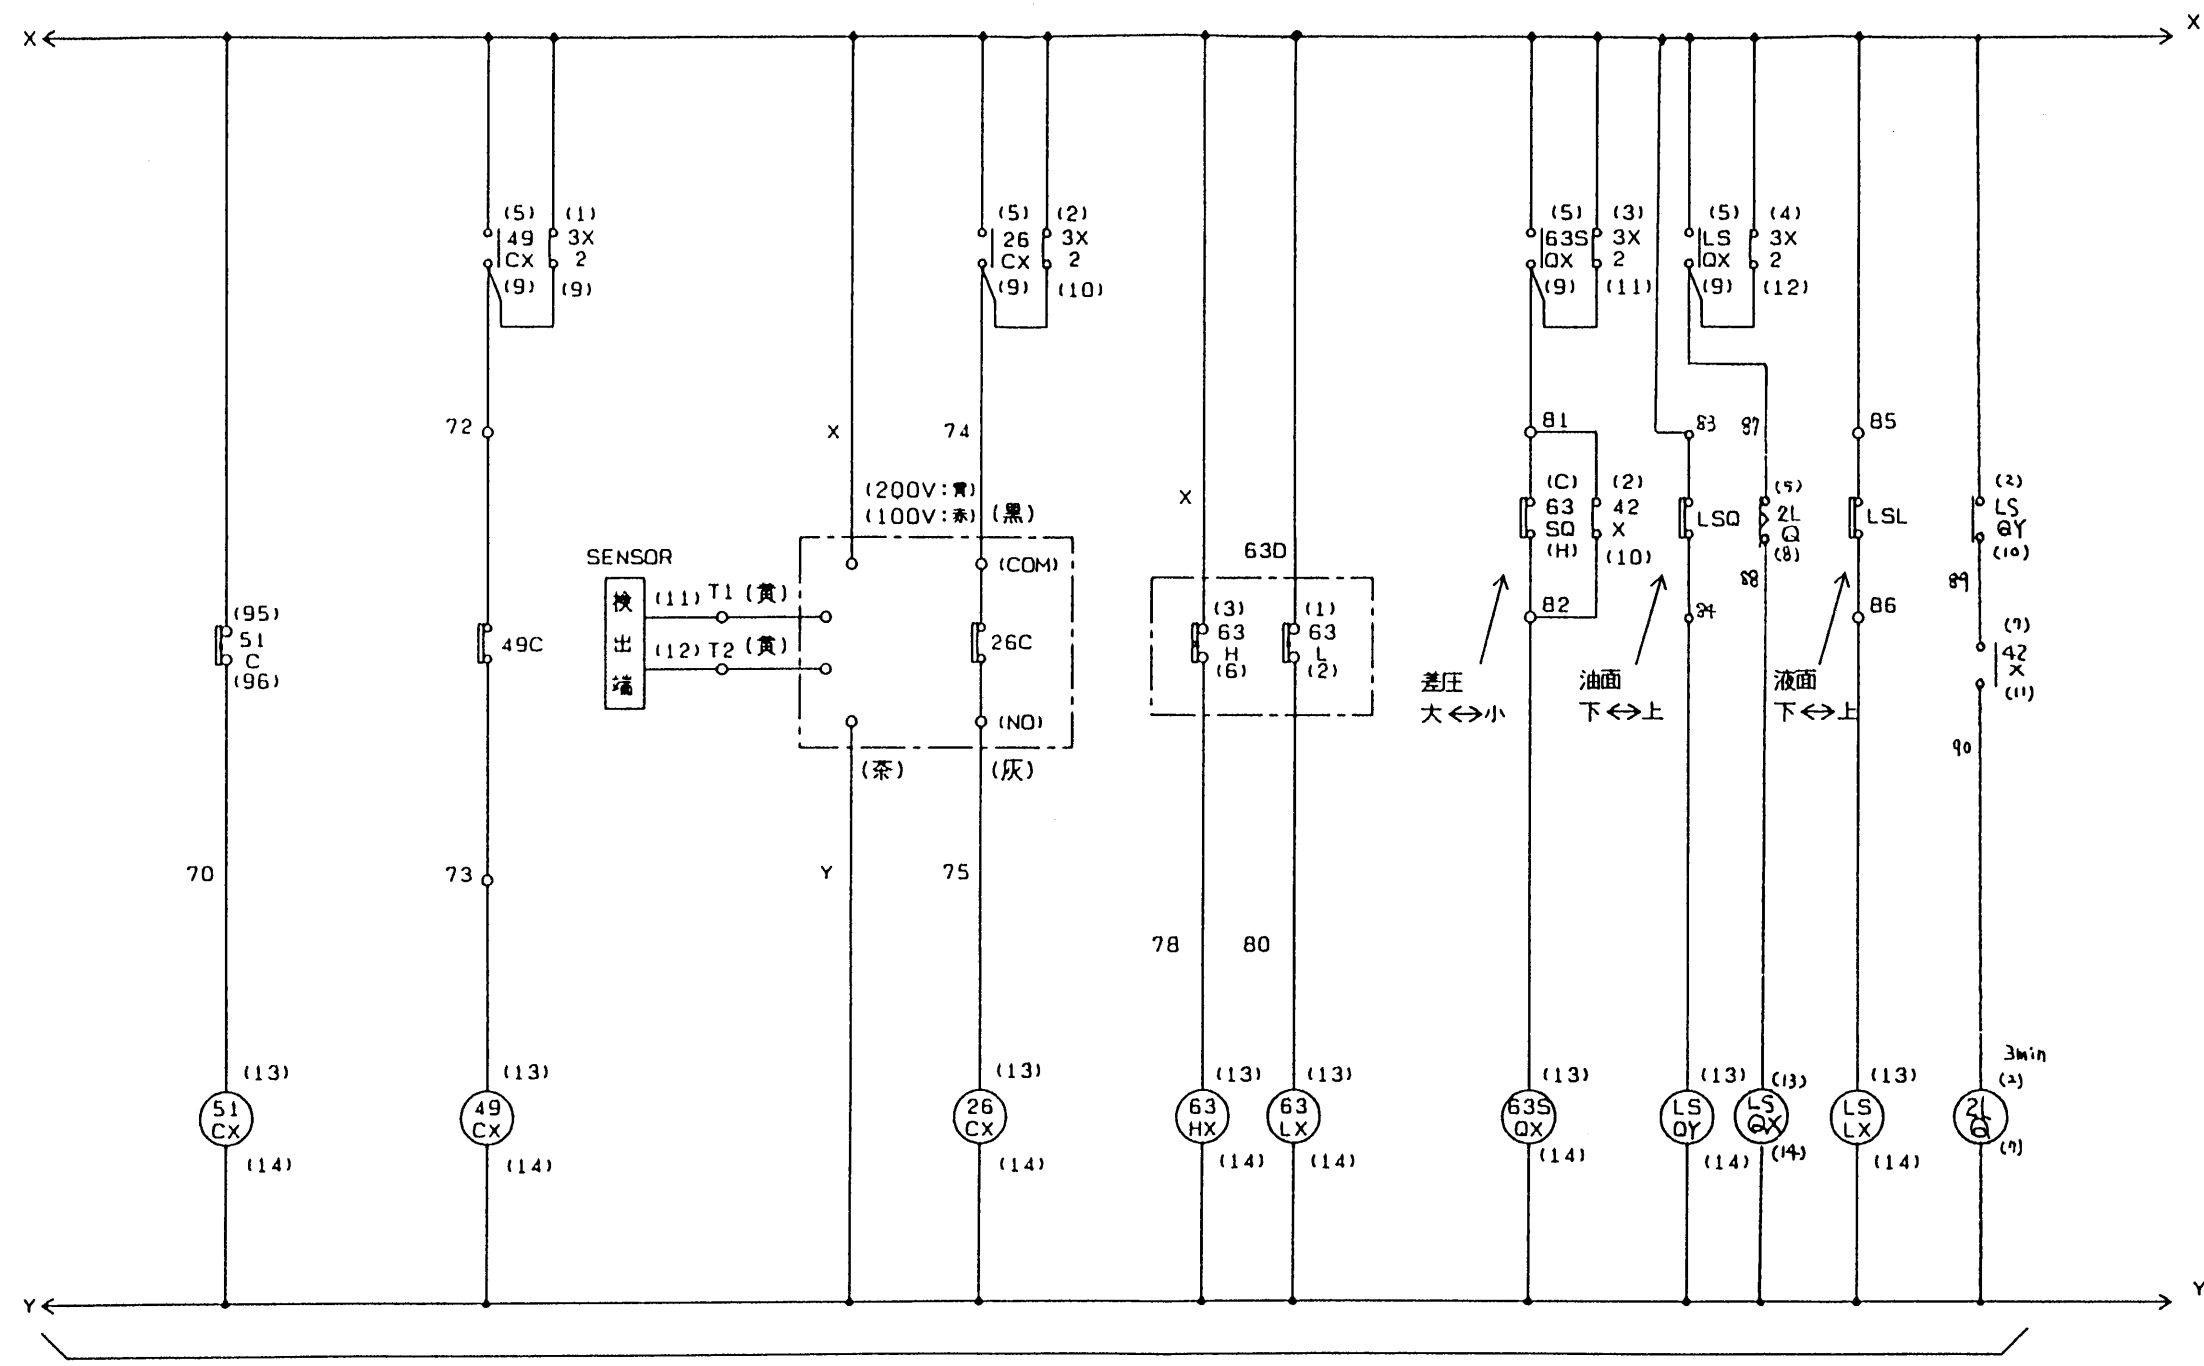 X
X
(5)
49
CX
(9)
(1)
3X
2
(9)
(5)
26
CX
(9)
(2)
3X
2
(10)
(5)
63S
QX
(9)
(3)
3X
2
(11)
(5)
LS
QX
(9)
(4)
3X
2
(12)
72
X
74
81
83
87
85
(200V:黄)
(100V:赤)
(黒)
X
(C)
63
SQ
(H)
(2)
42
X
(10)
LSQ
(5)
2L
Q
(8)
LSL
(2)
LS
QY
(10)
SENSOR
検
出
端
(11)
T1
(黄)
(12)
T2
(黄)
(COM)
26C
(NO)
(茶)
(灰)
63D
(3)
63
H
(6)
(1)
63
L
(2)
82
84
88
86
89
(95)
51
C
(96)
49C
差圧
大↔小
油面
下↔上
液面
下↔上
(7)
42
X
(11)
90
70
73
Y
75
78
80
(13)
51
CX
(14)
(13)
49
CX
(14)
(13)
26
CX
(14)
(13)
63
HX
(14)
(13)
63
LX
(14)
(13)
63S
QX
(14)
(13)
LS
QY
(14)
(13)
LS
QX
(14)
(13)
LS
LX
(14)
3min
(2)
2L
Q
(7)
Y
Y